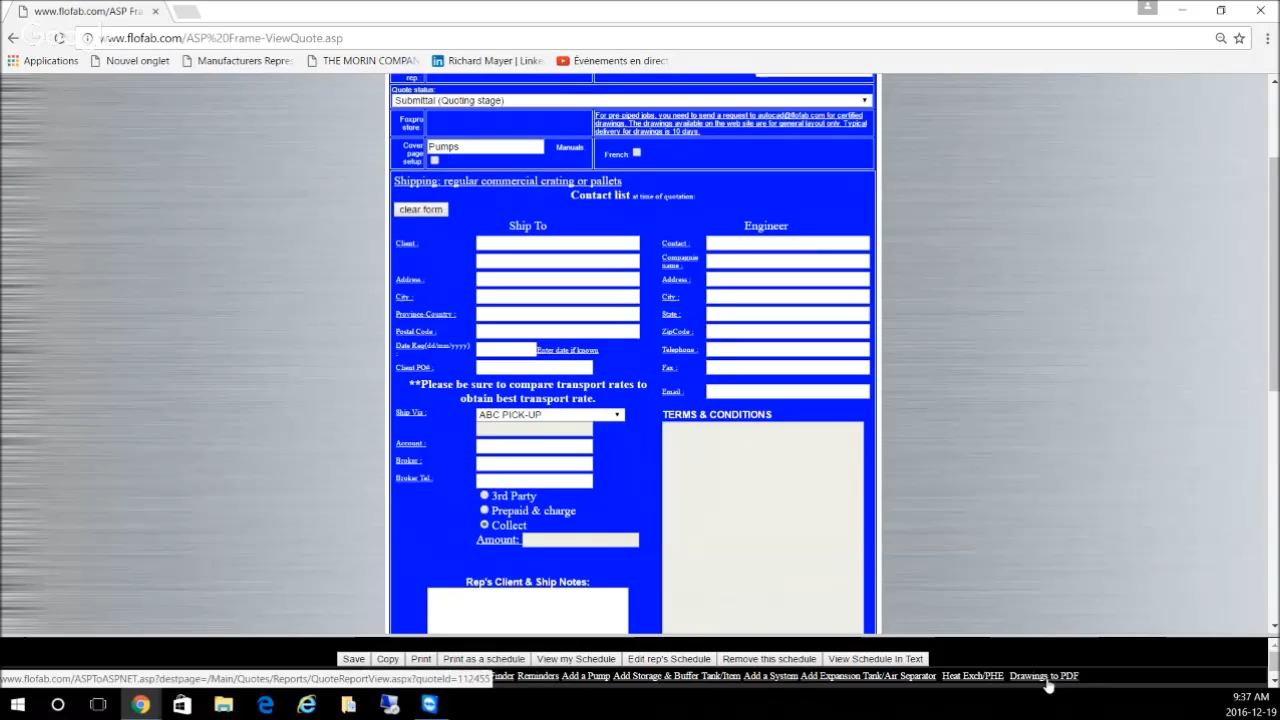 www.flofab.com/ASP Fra
www.flofab.com/ASP%20Frame-ViewQuote.asp
Applications Nouvel onglet Manufacturers Repres THE MORIN COMPAN Richard Mayer | Linke Événements en direct
rep
Quote status:
Submittal (Quoting stage)
Foxpro store:
For pre-piped jobs, you need to send a request to autocad@flofab.com for certified
drawings. The drawings available on the web site are for general layout only. Typical
delivery for drawings is 10 days.
Cover page setup:
Pumps
Manuals
French:
Shipping: regular commercial crating or pallets
Contact list at time of quotation:
clear form
Ship To Engineer
Client : Contact :
Compagnie name :
Address : Address :
City : City :
Province-Country : State :
Postal Code : ZipCode :
Date Req(dd/mm/yyyy) : Enter date if known Telephone :
Client PO# : Fax :
**Please be sure to compare transport rates to
obtain best transport rate.
Email :
Ship Via : ABC PICK-UP TERMS & CONDITIONS
Account :
Broker :
Broker Tel.
3rd Party
Prepaid & charge
Collect
Amount:
Rep's Client & Ship Notes:
Save Copy Print Print as a schedule View my Schedule Edit rep's Schedule Remove this schedule View Schedule In Text
www.flofab.com/ASPToASPNET.asp?destpage=/Main/Quotes/Reports/QuoteReportView.aspx?quoteId=112455 inder Reminders Add a Pump Add Storage & Buffer Tank/Item Add a System Add Expansion Tank/Air Separator Heat Exch/PHE Drawings to PDF
9:37 AM
2016-12-19